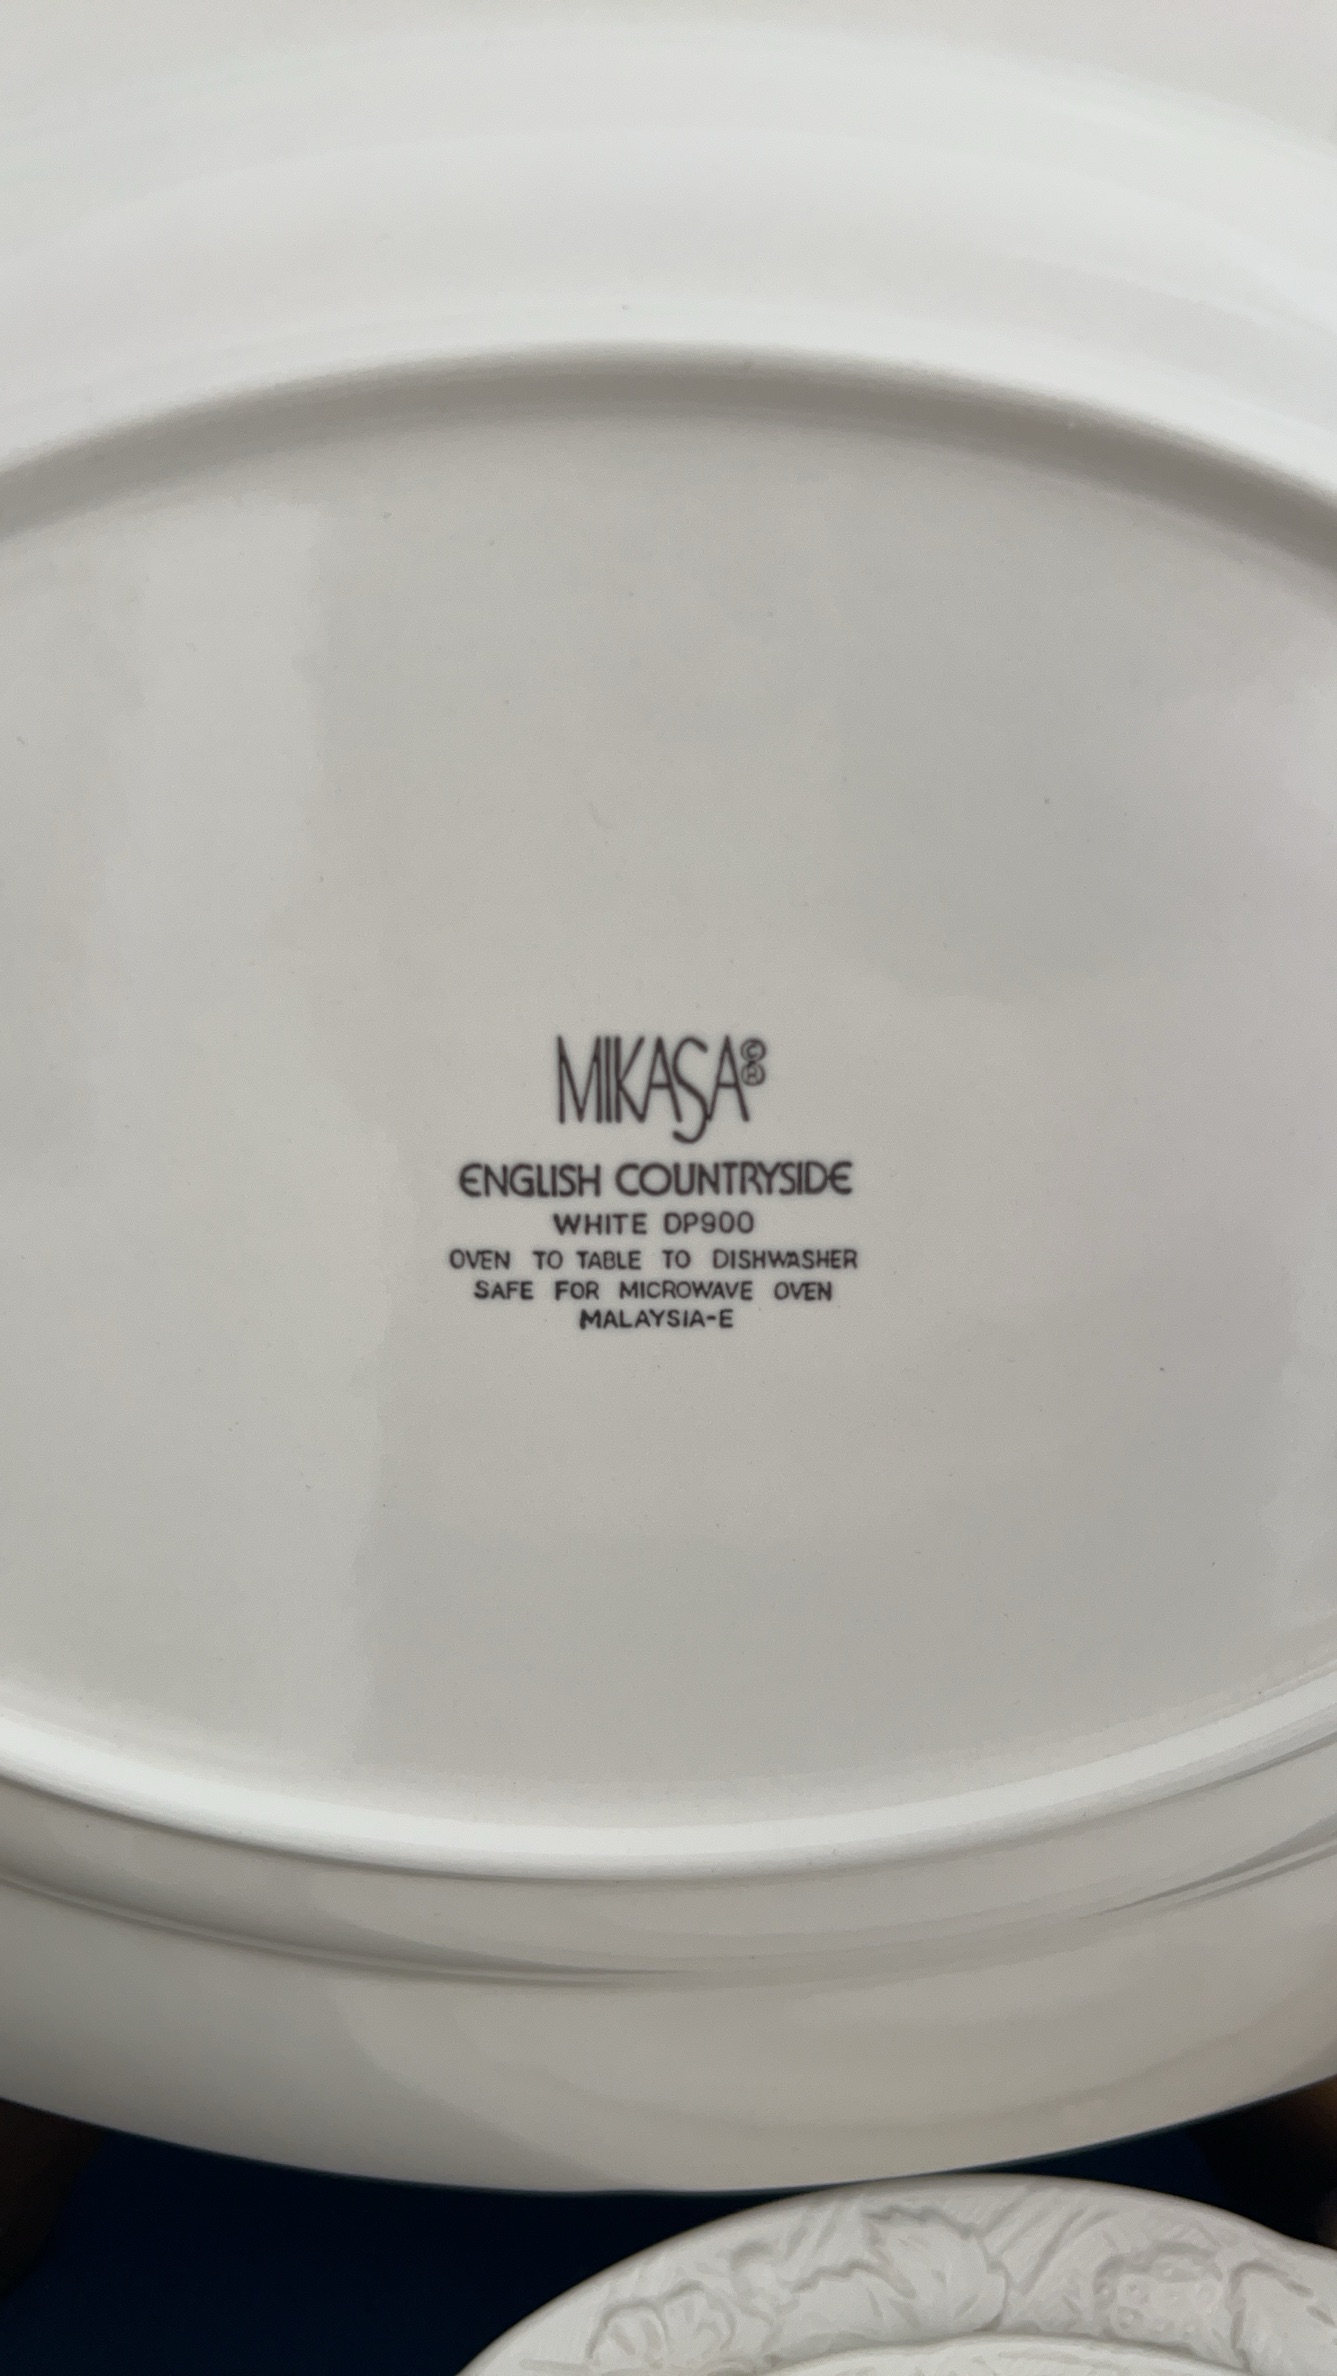 MIKASA©®
ENGLISH COUNTRYSIDE
WHITE DP900
OVEN TO TABLE TO DISHWASHER
SAFE FOR MICROWAVE OVEN
MALAYSIA-E